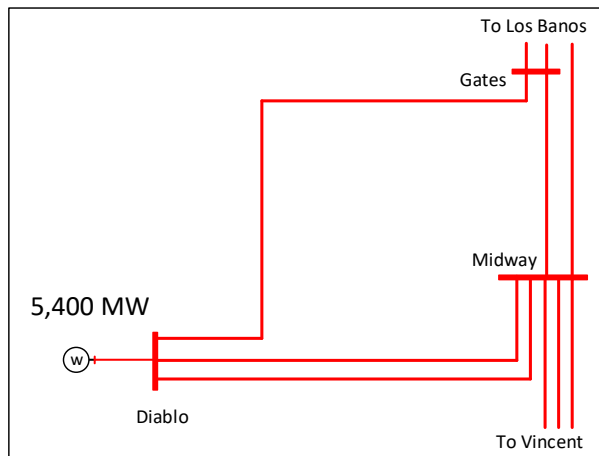 To Los Banos
Gates
Midway
5,400 MW
w
Diablo
To Vincent